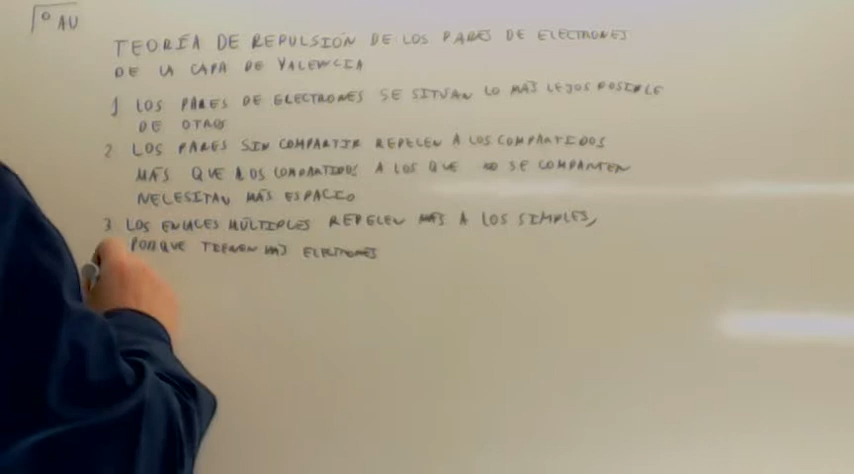 1º AU
TEORÍA DE REPULSIÓN DE LOS PARES DE ELECTRONES
DE LA CAPA DE VALENCIA
1 LOS PARES DE ELECTRONES SE SITUAN LO MÁS LEJOS POSIBLE
DE OTROS
2 LOS PARES SIN COMPARTIR REPELEN A LOS COMPARTIDOS
MÁS QUE LOS COMPARTIDOS A LOS QUE NO SE COMPARTEN
NECESITAN MÁS ESPACIO
3 LOS ENLACES MÚLTIPLES REPELEN MÁS A LOS SIMPLES,
PORQUE TIENEN MÁS ELECTRONES